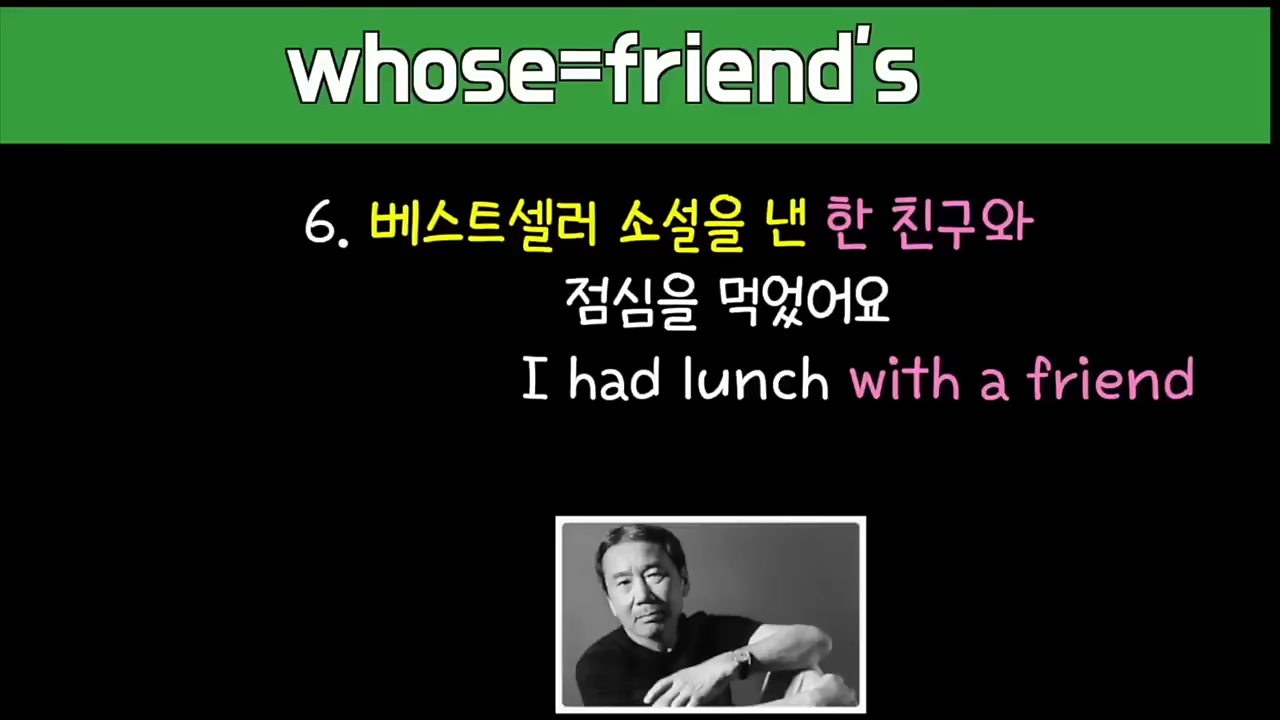 whose=friend's
6. 베스트셀러 소설을 낸 한 친구와
점심을 먹었어요
I had lunch with a friend